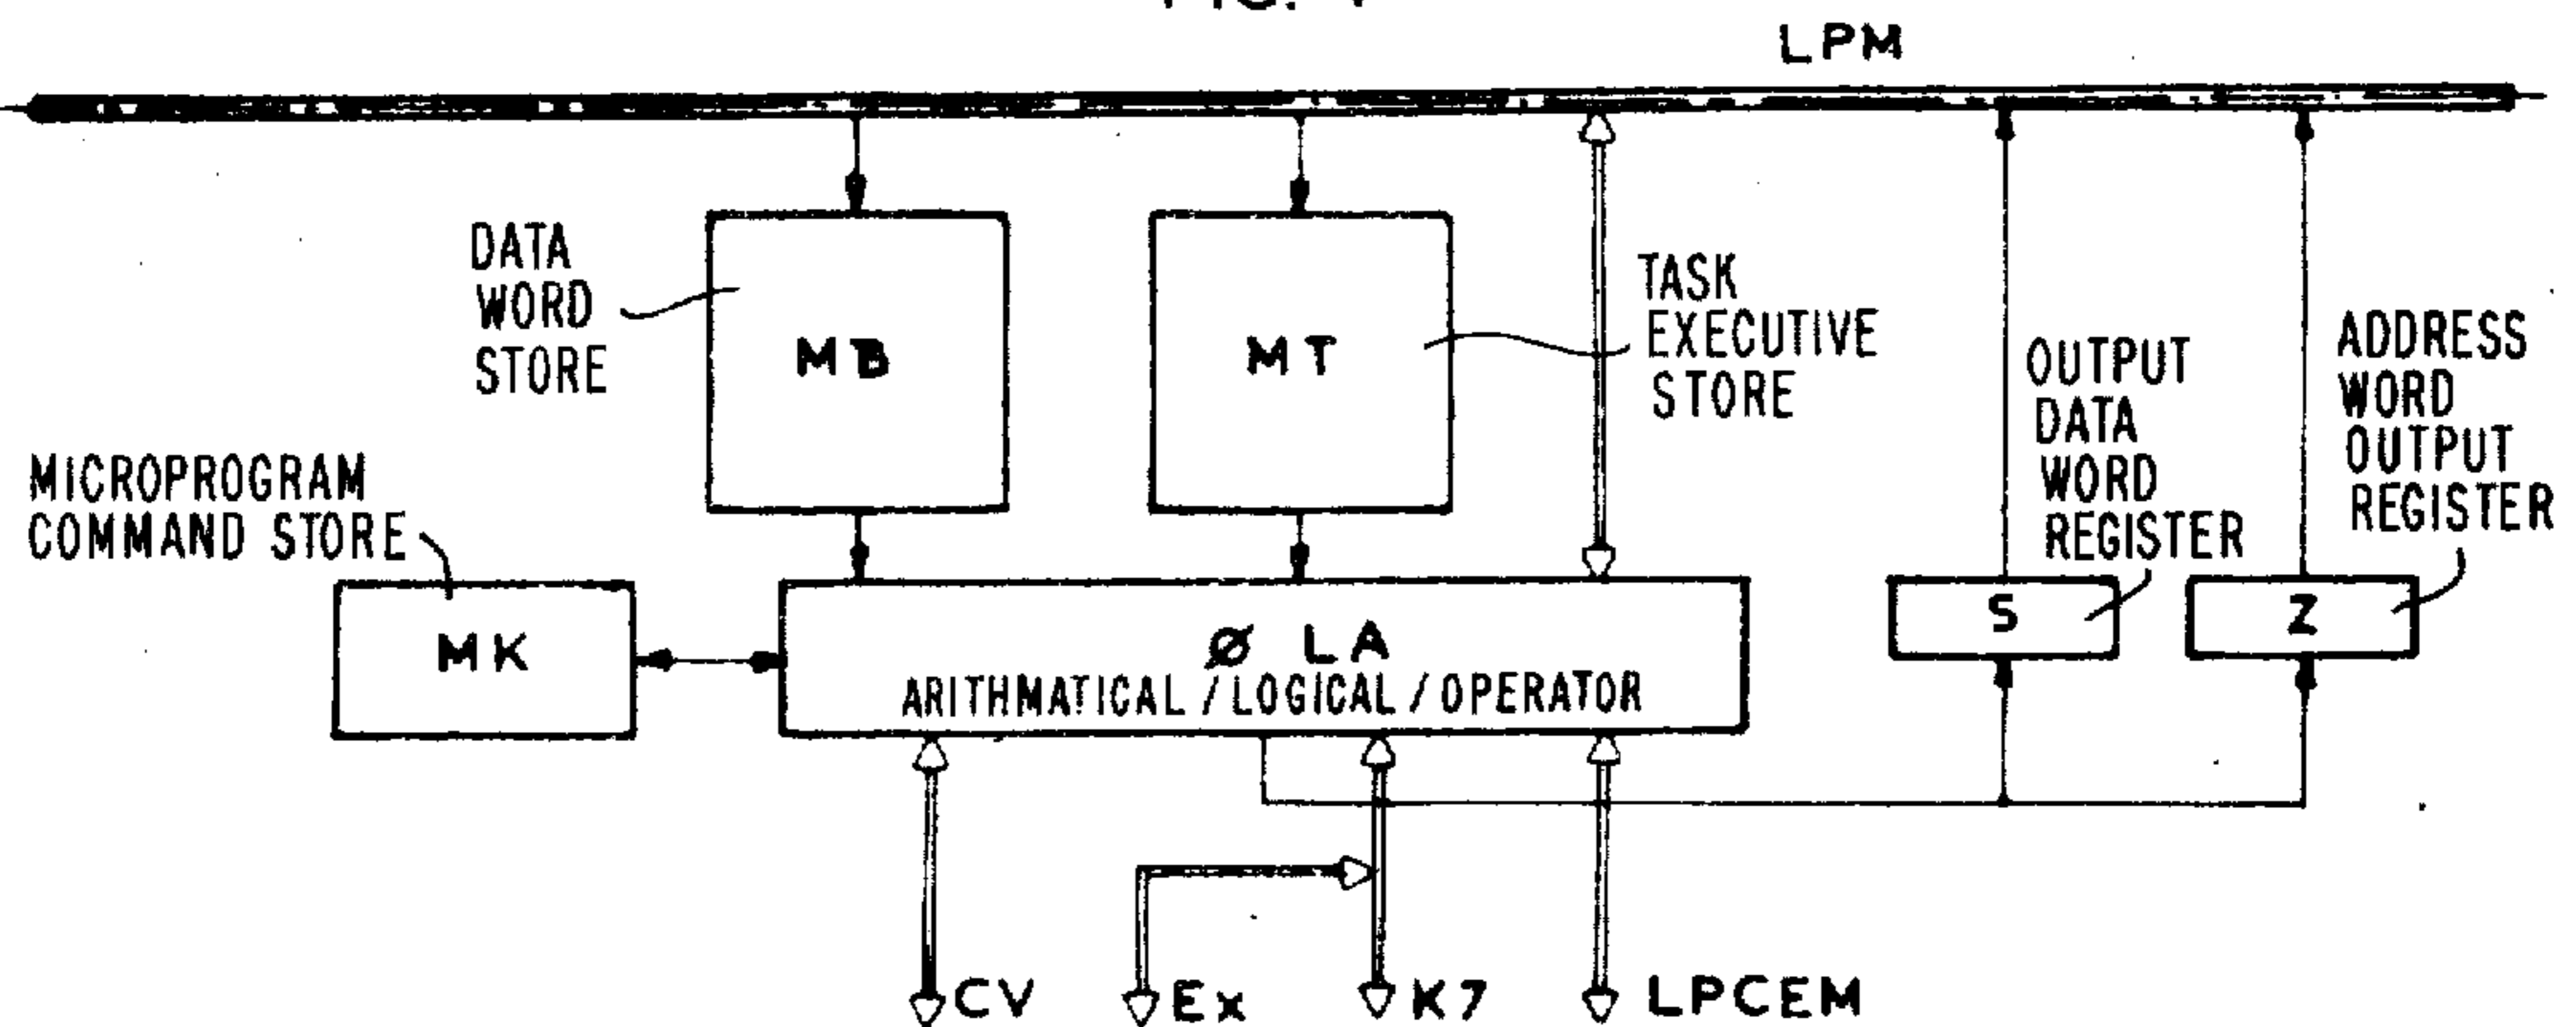 LPM
DATA
WORD
STORE
MB
MT
TASK
EXECUTIVE
STORE
OUTPUT
DATA
WORD
REGISTER
ADDRESS
WORD
OUTPUT
REGISTER
MICROPROGRAM
COMMAND STORE
MK
Ø LA
ARITHMATICAL / LOGICAL / OPERATOR
S
Z
CV
Ex
K7
LPCEM